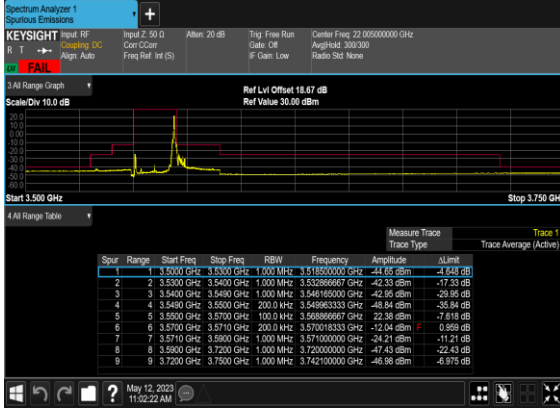 Spectrum Analyzer 1
Spurious Emissions
+
KEYSIGHT Input: RF Input Z: 50 Ω Atten: 20 dB Trig: Free Run Center Freq: 22.005000000 GHz
R T Coupling: DC Corr CCorr Gate: Off Avg|Hold: 300/300
Align: Auto Freq Ref: Int (S) IF Gain: Low Radio Std: None
FAIL
3 All Range Graph
Ref Lvl Offset 18.67 dB
Scale/Div 10.0 dB Ref Value 30.00 dBm
20.0
10.0
0.00
-10.0
-20.0
-30.0
-40.0
-50.0
-60.0
Start 3.500 GHz Stop 3.750 GH
4 All Range Table
Measure Trace Trace 1
Trace Type Trace Average (Active)
Spur Range Start Freq Stop Freq RBW Frequency Amplitude ΔLimit
1 1 3.5000 GHz 3.5300 GHz 1.000 MHz 3.518500000 GHz -44.65 dBm -4.648 dB
2 2 3.5300 GHz 3.5400 GHz 1.000 MHz 3.532866667 GHz -42.33 dBm -17.33 dB
3 3 3.5400 GHz 3.5490 GHz 1.000 MHz 3.546165000 GHz -42.95 dBm -29.95 dB
4 4 3.5490 GHz 3.5500 GHz 200.0 kHz 3.549963333 GHz -48.84 dBm -35.84 dB
5 5 3.5500 GHz 3.5700 GHz 100.0 kHz 3.568866667 GHz 22.38 dBm -7.618 dB
6 6 3.5700 GHz 3.5710 GHz 200.0 kHz 3.570018333 GHz -12.04 dBm F 0.959 dB
7 7 3.5710 GHz 3.5900 GHz 1.000 MHz 3.571000000 GHz -24.21 dBm -11.21 dB
8 8 3.5900 GHz 3.7200 GHz 1.000 MHz 3.720000000 GHz -47.43 dBm -22.43 dB
9 9 3.7200 GHz 3.7500 GHz 1.000 MHz 3.742100000 GHz -46.98 dBm -6.975 dB
?
May 12, 2023
11:02:22 AM